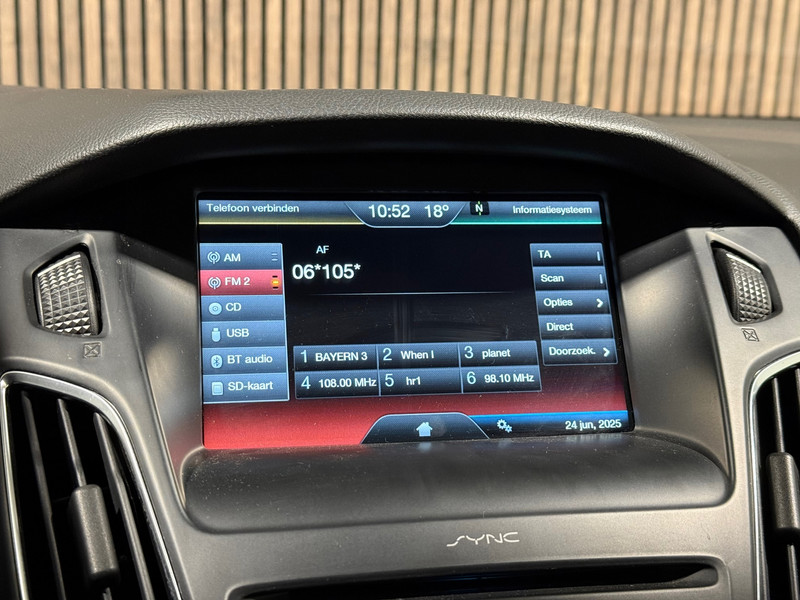 Telefoon verbinden
10:52 18° N
Informatiesysteem
AM
FM 2
CD
USB
BT audio
SD-kaart
AF
06*105*
TA
Scan
Opties
Direct
Doorzoek.
1 BAYERN 3 2 When I 3 planet
4 108.00 MHz 5 hr1 6 98.10 MHz
24 jun, 2025
SYNC